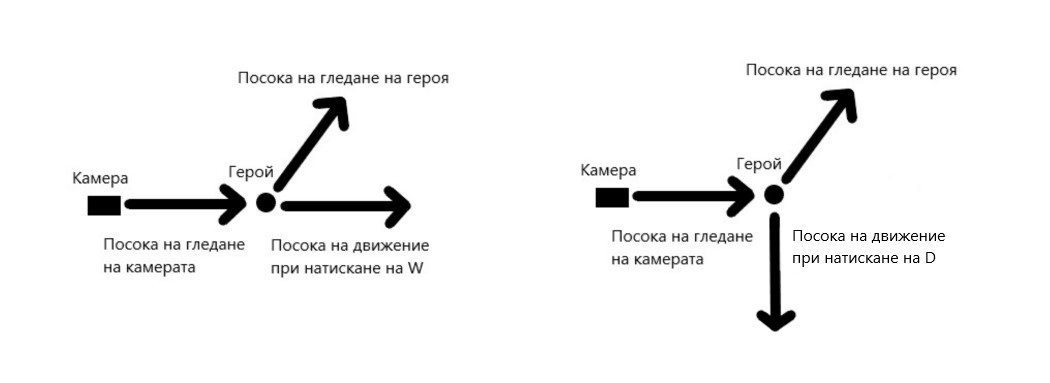 Посока на гледане на героя
Камера
Герой
Посока на гледане
на камерата
Посока на движение
при натискане на W
Посока на гледане на героя
Камера
Герой
Посока на гледане
на камерата
Посока на движение
при натискане на D